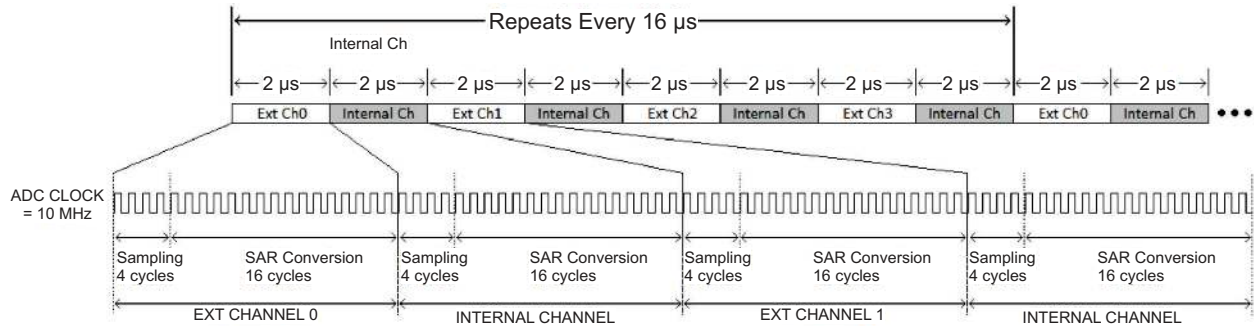 Repeats Every 16 µs
Internal Ch
2 µs 2 µs 2 µs 2 µs 2 µs 2 µs 2 µs 2 µs 2 µs 2 µs
Ext Ch0 Internal Ch Ext Ch1 Internal Ch Ext Ch2 Internal Ch Ext Ch3 Internal Ch Ext Ch0 Internal Ch
ADC CLOCK
= 10 MHz
Sampling SAR Conversion Sampling SAR Conversion Sampling SAR Conversion Sampling SAR Conversion
4 cycles 16 cycles 4 cycles 16 cycles 4 cycles 16 cycles 4 cycles 16 cycles
EXT CHANNEL 0 INTERNAL CHANNEL EXT CHANNEL 1 INTERNAL CHANNEL